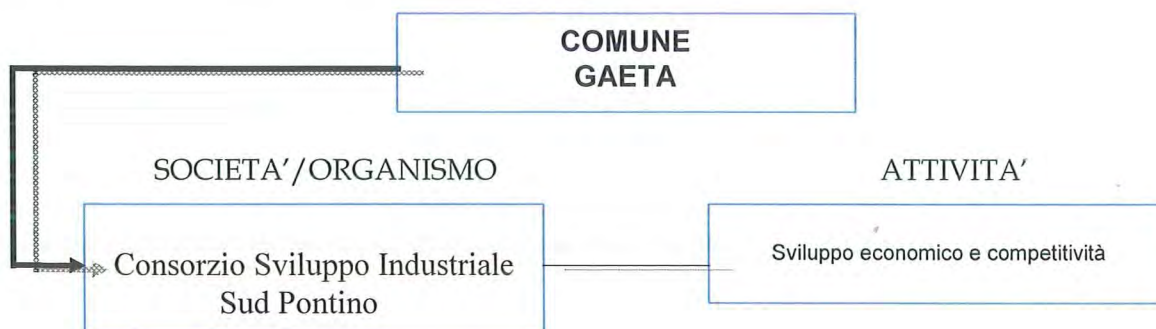 COMUNE
GAETA
SOCIETA’/ORGANISMO
ATTIVITA’
Consorzio Sviluppo Industriale
Sud Pontino
Sviluppo economico e competitività